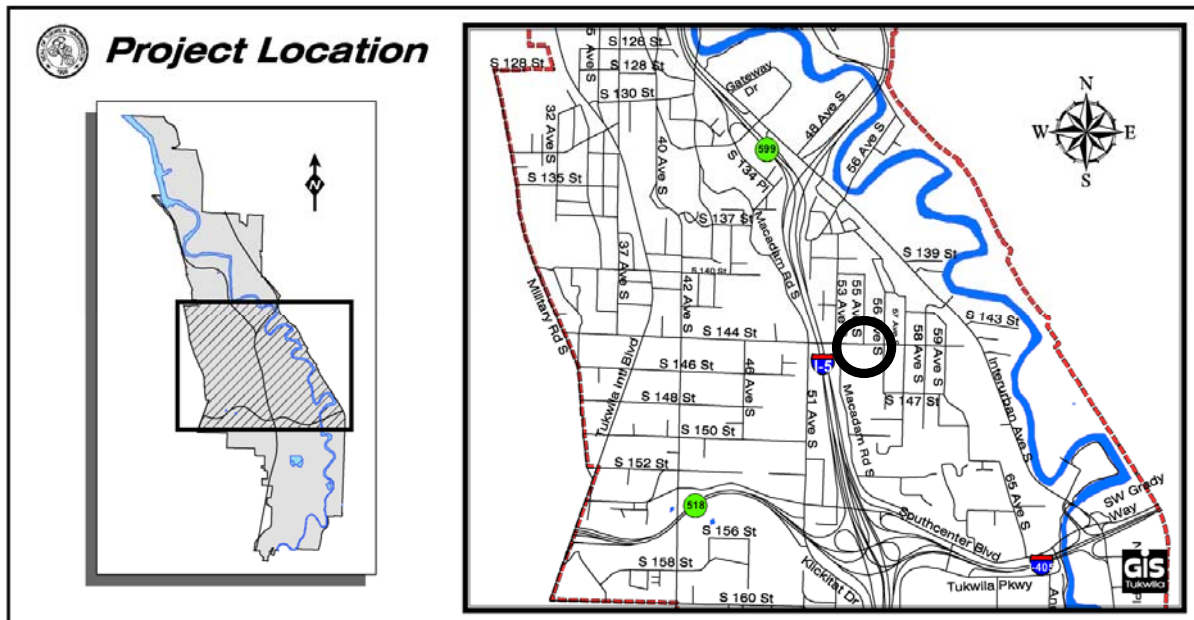 Project Location
N
S 126 St
S 128 St
S 128 St
S 130 St
5 Ave S
Gateway Dr
48 Ave S
56 Ave S
32 Ave S
40 Ave S
599
S 134 Pl
S 135 St
S 137 St
Macadam Rd S
37 Ave S
S 140 St
S 139 St
Military Rd S
42 Ave S
53 Ave S
55 Ave S
56 Ave S
58 Ave S
59 Ave S
S 143 St
S 144 St
I-5
S 146 St
46 Ave S
S 147 St
S 148 St
Tukwila Intl Blvd
51 Ave S
Macadam Rd S
Interurban Ave S
S 150 St
S 152 St
65 Ave S
SW Grady Way
518
S 156 St
Southcenter Blvd
S 158 St
Klickitat Dr
-405
Tukwila Pkwy
S 160 St
N
W
E
S
GIS
Tukwila